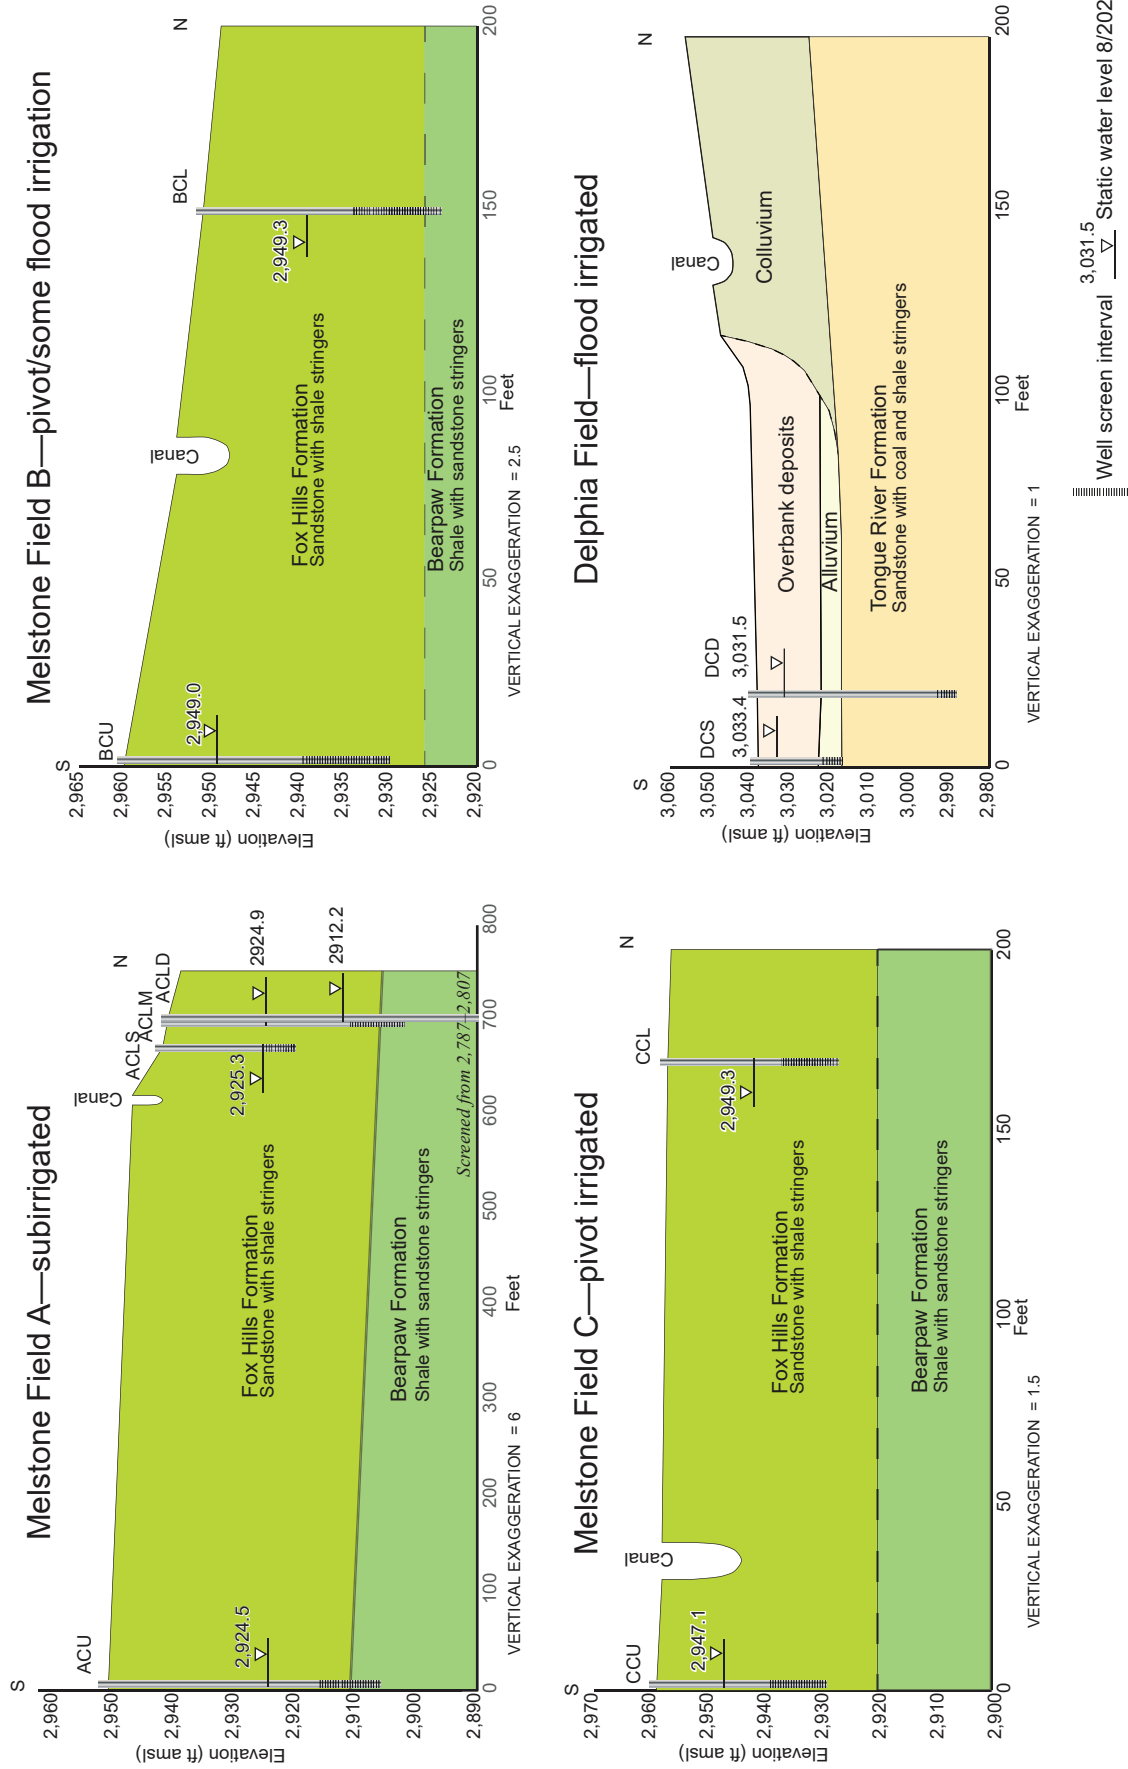 Melstone Field A—subirrigated
S
N
ACU
Canal
ACLS
ACLM
ACLD
2,960
2,950
2,940
2,930
2,920
2,910
2,900
2,890
Elevation (ft amsl)
2,924.5
2,925.3
2924.9
2912.2
Fox Hills Formation
Sandstone with shale stringers
Bearpaw Formation
Shale with sandstone stringers
Screened from 2,787–2,807
0
100
200
300
400
500
600
700
800
Feet
VERTICAL EXAGGERATION = 6
Melstone Field B—pivot/some flood irrigation
S
N
BCU
Canal
BCL
2,965
2,960
2,955
2,950
2,945
2,940
2,935
2,930
2,925
2,920
Elevation (ft amsl)
2,949.0
2,949.3
Fox Hills Formation
Sandstone with shale stringers
Bearpaw Formation
Shale with sandstone stringers
0
50
100
150
200
Feet
VERTICAL EXAGGERATION = 2.5
Melstone Field C—pivot irrigated
S
N
CCU
Canal
CCL
2,970
2,960
2,950
2,940
2,930
2,920
2,910
2,900
Elevation (ft amsl)
2,947.1
2,949.3
Fox Hills Formation
Sandstone with shale stringers
Bearpaw Formation
Shale with sandstone stringers
0
50
100
150
200
Feet
VERTICAL EXAGGERATION = 1.5
Delphia Field—flood irrigated
S
N
DCS
DCD
Canal
3,060
3,050
3,040
3,030
3,020
3,010
3,000
2,990
2,980
Elevation (ft amsl)
3,033.4
3,031.5
Colluvium
Overbank deposits
Alluvium
Tongue River Formation
Sandstone with coal and shale stringers
0
50
100
150
200
Feet
VERTICAL EXAGGERATION = 1
Well screen interval
3,031.5
Static water level 8/202